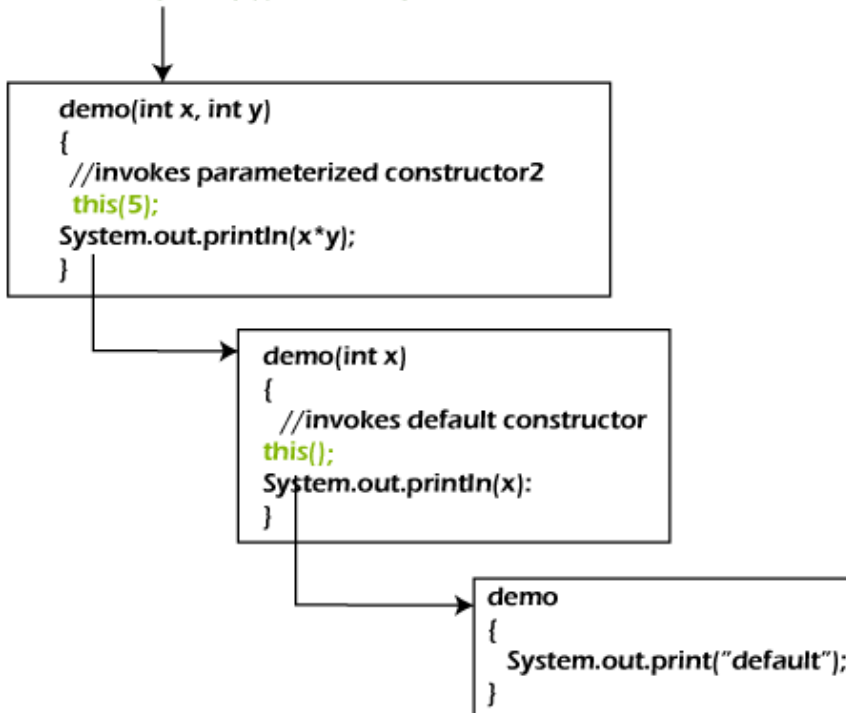 demo(int x, int y)
{
//invokes parameterized constructor2
this(5);
System.out.println(x*y);
}
demo(int x)
{
//invokes default constructor
this();
System.out.println(x):
}
demo
{
System.out.print("default");
}